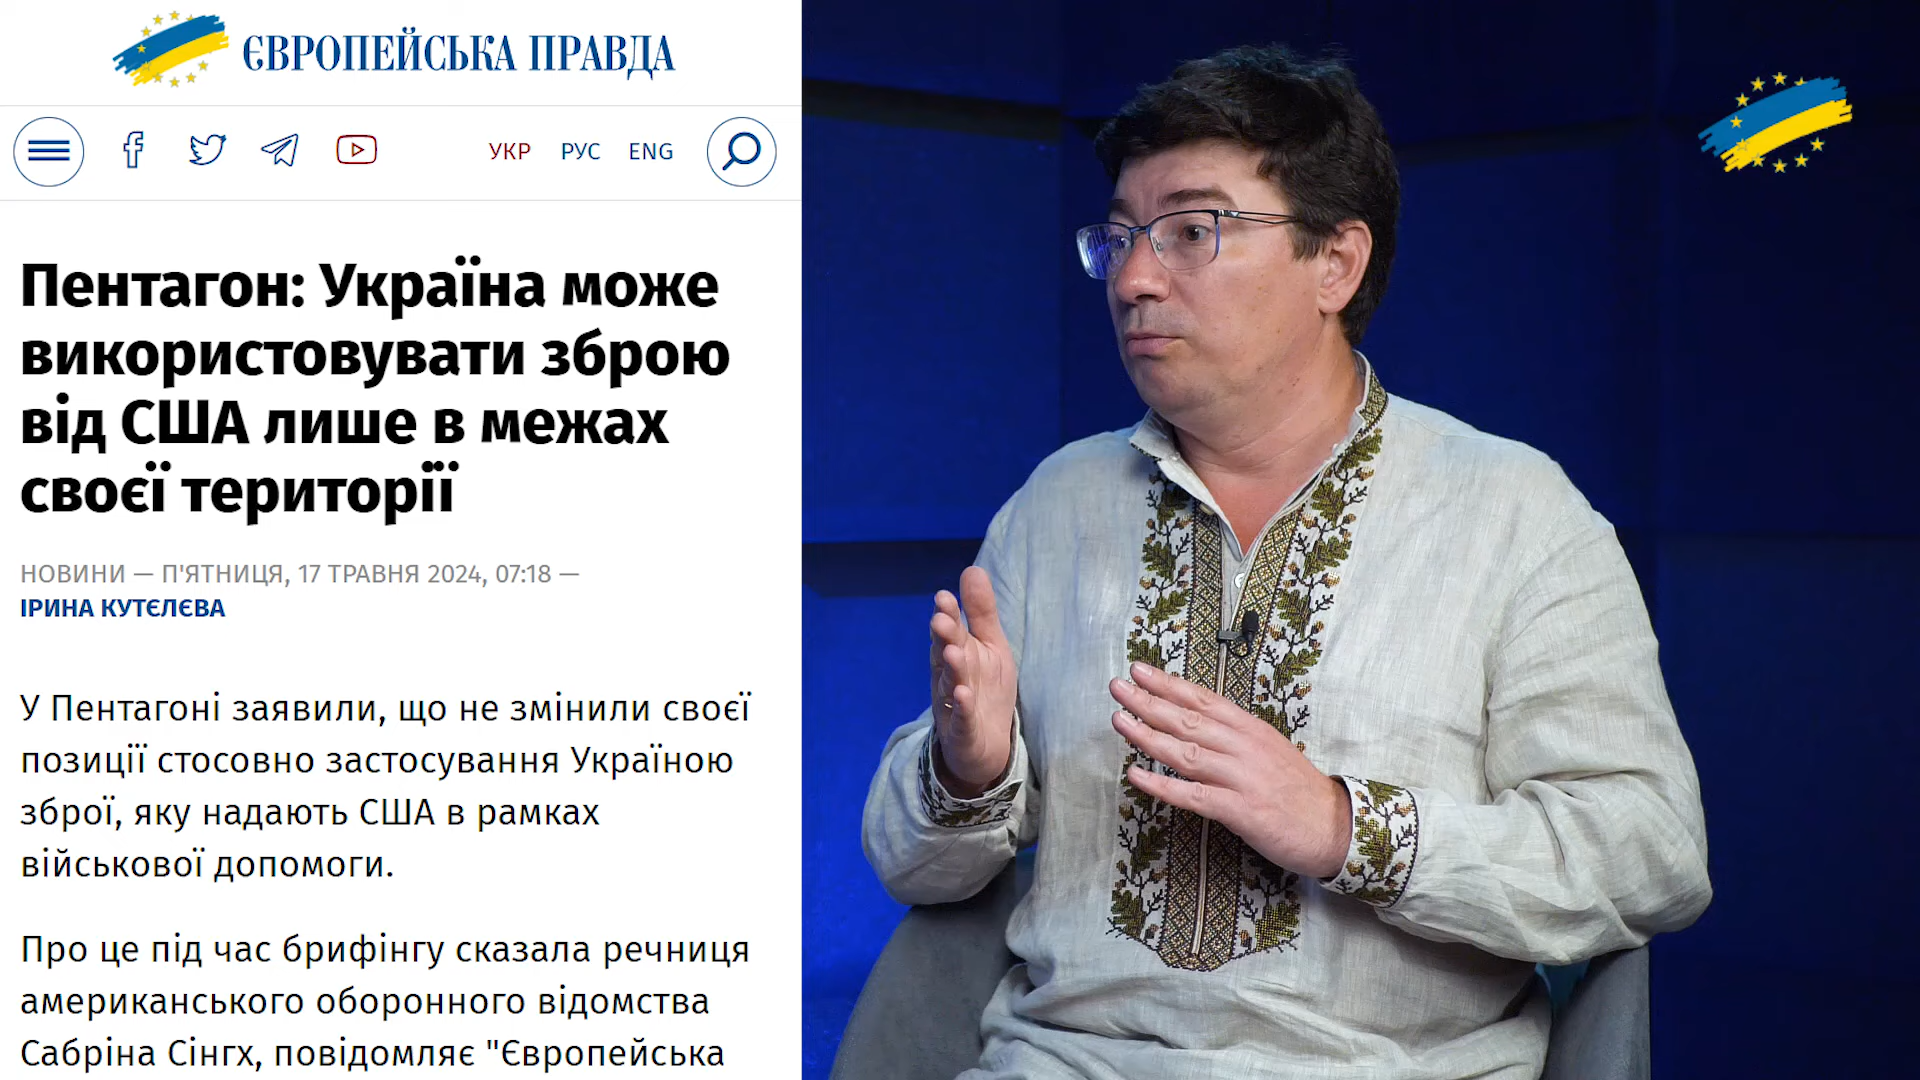 ЄВРОПЕЙСЬКА ПРАВДА
УКР РУС ENG
Пентагон: Україна може
використовувати зброю
від США лише в межах
своєї території
НОВИНИ — П'ЯТНИЦЯ, 17 ТРАВНЯ 2024, 07:18 —
ІРИНА КУТЄЛЄВА
У Пентагоні заявили, що не змінили своєї
позиції стосовно застосування Україною
зброї, яку надають США в рамках
військової допомоги.
Про це під час брифінгу сказала речниця
американського оборонного відомства
Сабріна Сінгх, повідомляє "Європейська